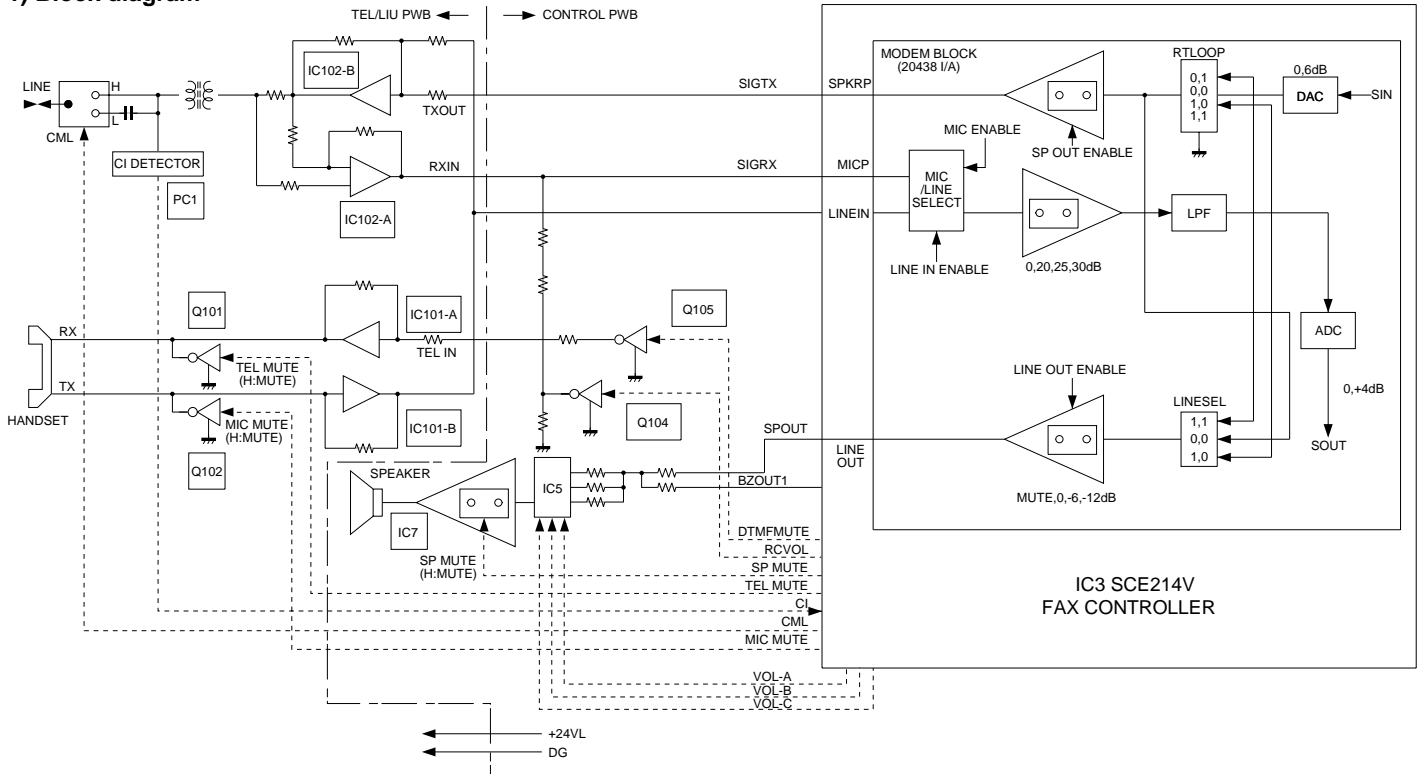 1) Block diagram
TEL/LIU PWB
CONTROL PWB
LINE
H
L
CML
CI DETECTOR
PC1
IC102-B
TXOUT
RXIN
IC102-A
SIGTX
SPKRP
SIGRX
MICP
LINEIN
MODEM BLOCK
(20438 I/A)
RTLOOP
0,1
0,0
1,0
1,1
0,6dB
DAC
SIN
MIC ENABLE
SP OUT ENABLE
MIC
/LINE
SELECT
LPF
LINE IN ENABLE
0,20,25,30dB
ADC
0,+4dB
SOUT
HANDSET
RX
TX
Q101
TEL MUTE
(H:MUTE)
MIC MUTE
(H:MUTE)
Q102
IC101-A
TEL IN
IC101-B
Q105
Q104
LINE OUT ENABLE
LINESEL
1,1
0,0
1,0
MUTE,0,-6,-12dB
SPOUT
LINE
OUT
BZOUT1
SPEAKER
IC5
IC7
SP MUTE
(H:MUTE)
DTMFMUTE
RCVOL
SP MUTE
TEL MUTE
CI
CML
MIC MUTE
VOL-A
VOL-B
VOL-C
IC3 SCE214V
FAX CONTROLLER
+24VL
DG